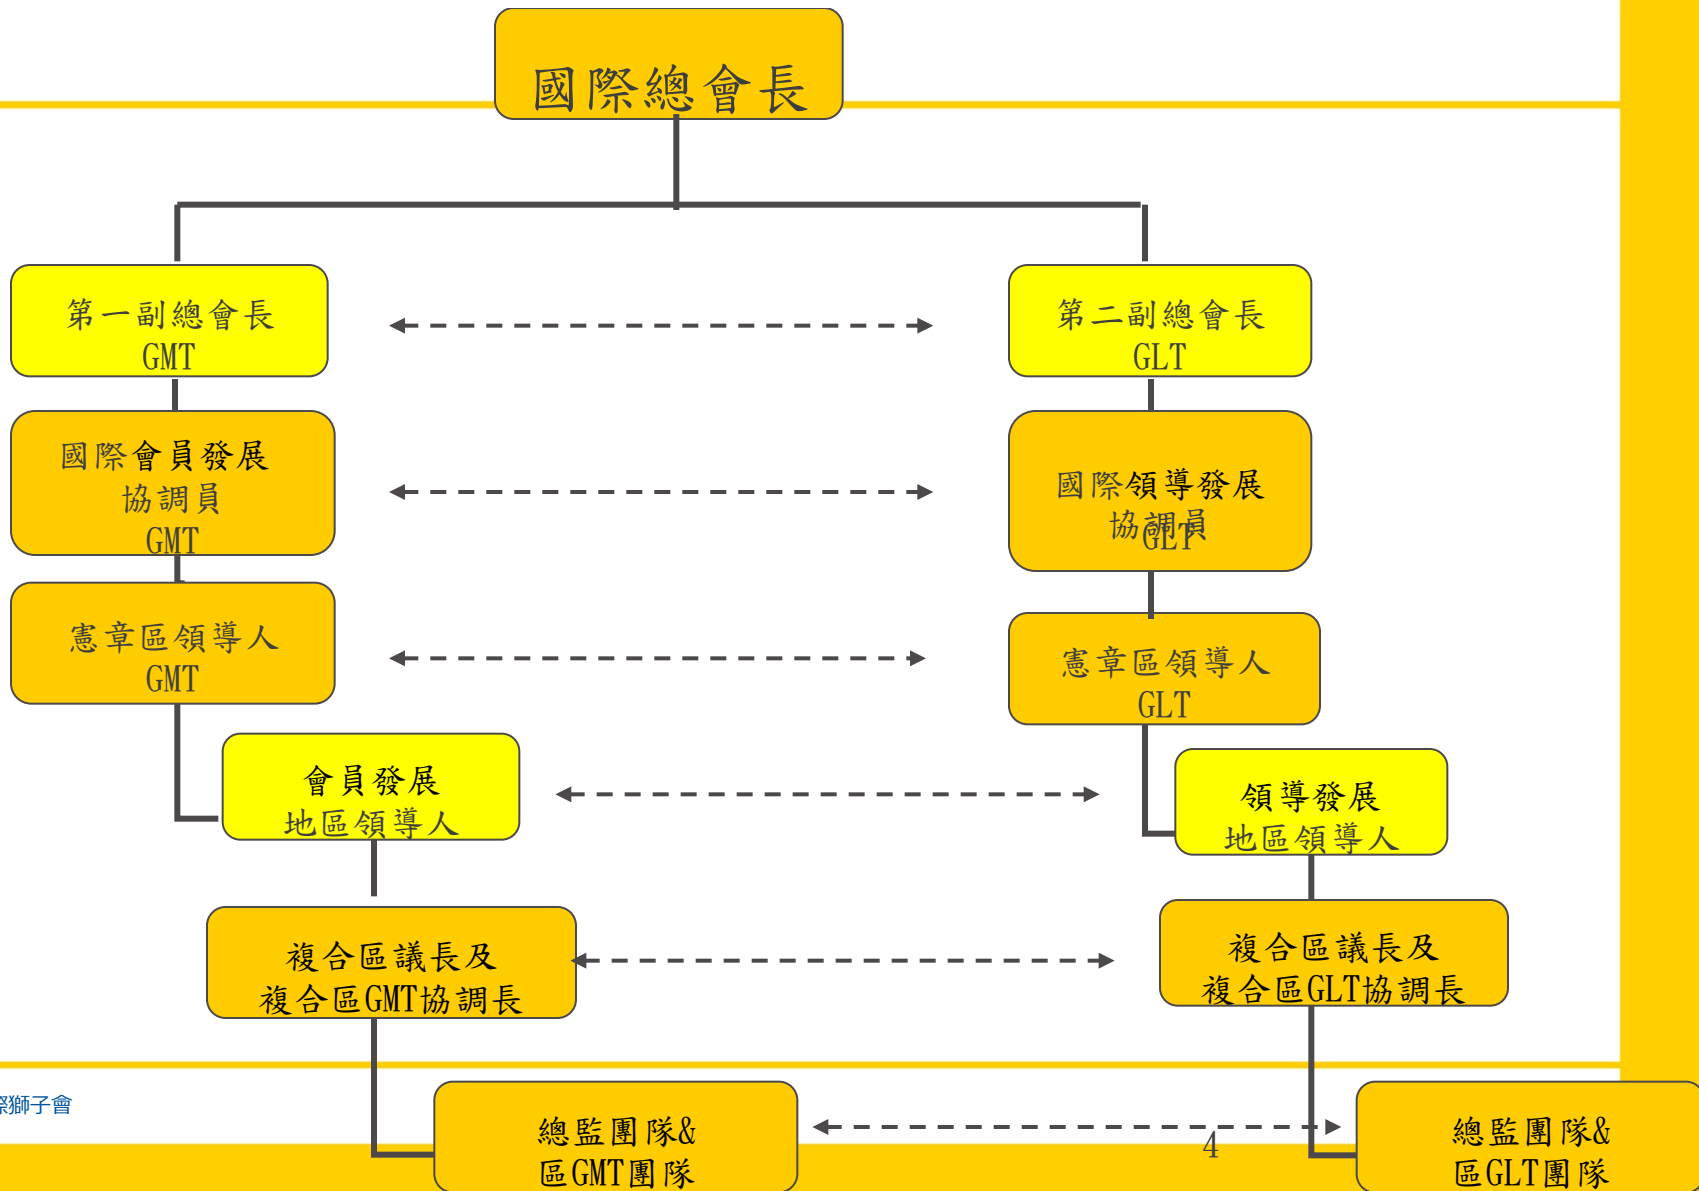 國際總會長
第一副總會長
GMT
第二副總會長
GLT
國際會員發展
協調員
GMT
國際領導發展
協調員
GLT
憲章區領導人
GMT
憲章區領導人
GLT
會員發展
地區領導人
領導發展
地區領導人
複合區議長及
複合區GMT協調長
複合區議長及
複合區GLT協調長
際獅子會
總監團隊&
區GMT團隊
4
總監團隊&
區GLT團隊